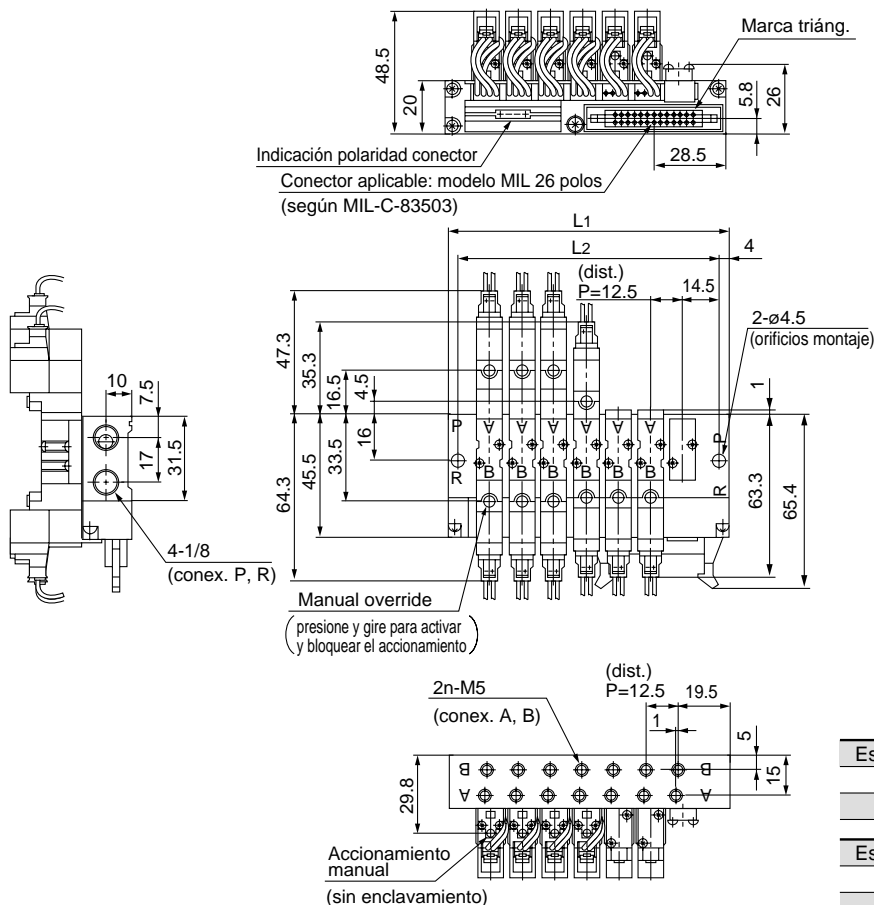 Marca triáng.
48.5
20
5.8
26
Indicación polaridad conector
28.5
Conector aplicable: modelo MIL 26 polos
(según MIL-C-83503)
L1
L2
4
(dist.)
P=12.5
14.5
2-ø4.5
(orificios montaje)
47.3
35.3
16.5
4.5
1
10
7.5
17
31.5
4-1/8
(conex. P, R)
64.3
45.5
33.5
16
P
R
A A A A A A
B B B B B B
P
R
63.3
65.4
Manual override
(presione y gire para activar
y bloquear el accionamiento)
2n-M5
(conex. A, B)
(dist.)
P=12.5
19.5
1
5
15
29.8
B B
A A
Accionamiento
manual
(sin enclavamiento)
Es
Es